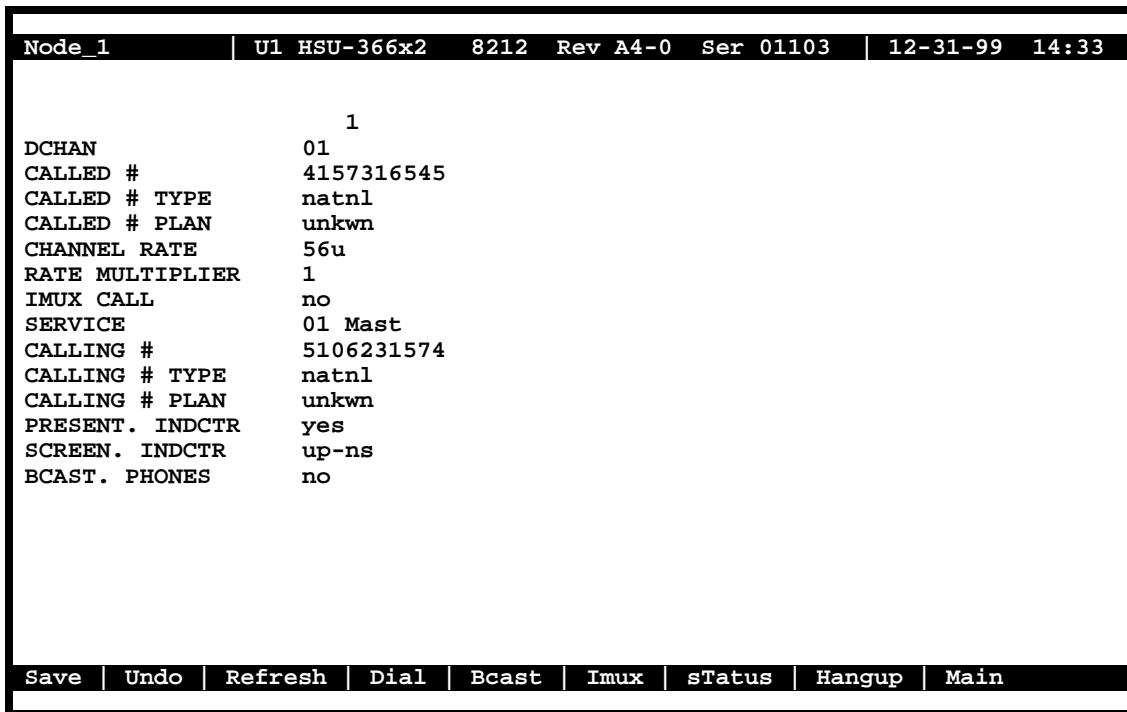 Node_1 | U1 HSU-366x2 8212 Rev A4-0 Ser 01103 | 12-31-99 14:33
1
DCHAN 01
CALLED # 4157316545
CALLED # TYPE natnl
CALLED # PLAN unkwn
CHANNEL RATE 56u
RATE MULTIPLIER 1
IMUX CALL no
SERVICE 01 Mast
CALLING # 5106231574
CALLING # TYPE natnl
CALLING # PLAN unkwn
PRESENT. INDCTR yes
SCREEN. INDCTR up-ns
BCAST. PHONES no
Save | Undo | Refresh | Dial | Bcast | Imux | sTatus | Hangup | Main